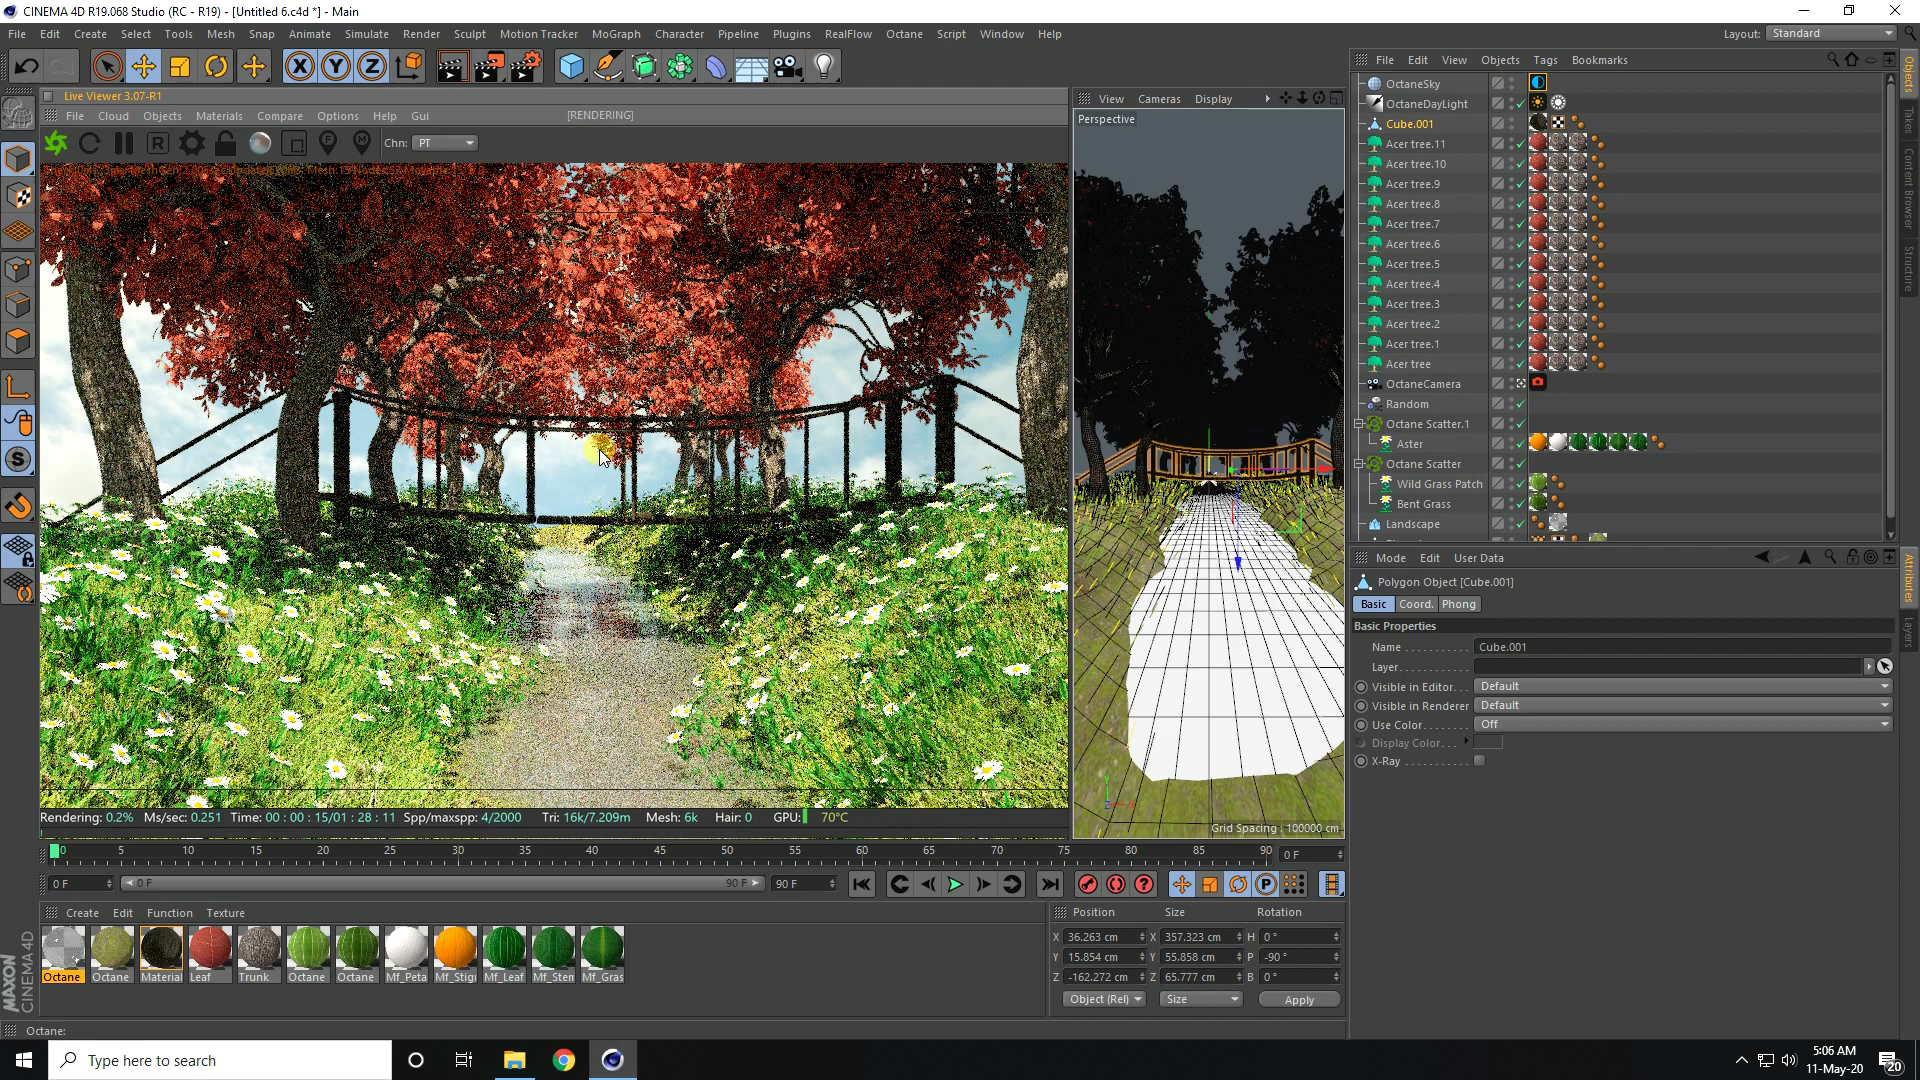 CINEMA 4D R19.068 Studio (RC - R19) - [Untitled 6.c4d *] - Main
File Edit Create Select Tools Mesh Snap Animate Simulate Render Sculpt Motion Tracker MoGraph Character Pipeline Plugins RealFlow Octane Script Window Help
Layout: Standard
Live Viewer 3.07-R1
File Cloud Objects Materials Compare Options Help Gui [RENDERING]
Chn: PT
View Cameras Display
Perspective
Grid Spacing : 100000 cm
Rendering: 0.2% Ms/sec: 0.251 Time: 00 : 00 : 15/01 : 28 : 11 Spp/maxspp: 4/2000 Tri: 16k/7.209m Mesh: 6k Hair: 0 GPU: 70°C
0 5 10 15 20 25 30 35 40 45 50 55 60 65 70 75 80 85 90 0 F
0 F 0 F 90 F 90 F
Create Edit Function Texture
Octane Octane Material Leaf Trunk Octane Octane Mf_Peta Mf_Stigi Mf_Leaf Mf_Sten Mf_Gras
MAXON
CINEMA 4D
Position Size Rotation
X 36.263 cm X 357.323 cm H 0 °
Y 15.854 cm Y 55.858 cm P -90 °
Z -162.272 cm Z 65.777 cm B 0 °
Object (Rel) Size Apply
Octane:
File Edit View Objects Tags Bookmarks
OctaneSky
OctaneDayLight
Cube.001
Acer tree.11
Acer tree.10
Acer tree.9
Acer tree.8
Acer tree.7
Acer tree.6
Acer tree.5
Acer tree.4
Acer tree.3
Acer tree.2
Acer tree.1
Acer tree
OctaneCamera
Random
Octane Scatter.1
Aster
Octane Scatter
Wild Grass Patch
Bent Grass
Landscape
Objects
Takes
Content Browser
Structure
Mode Edit User Data
Polygon Object [Cube.001]
Basic Coord. Phong
Basic Properties
Name . . . . . . . . . . . Cube.001
Layer. . . . . . . . . . .
Visible in Editor. . . Default
Visible in Renderer Default
Use Color. . . . . . . . Off
Display Color. . .
X-Ray . . . . . . . . . .
Attributes
Layers
Type here to search
5:06 AM
11-May-20
20